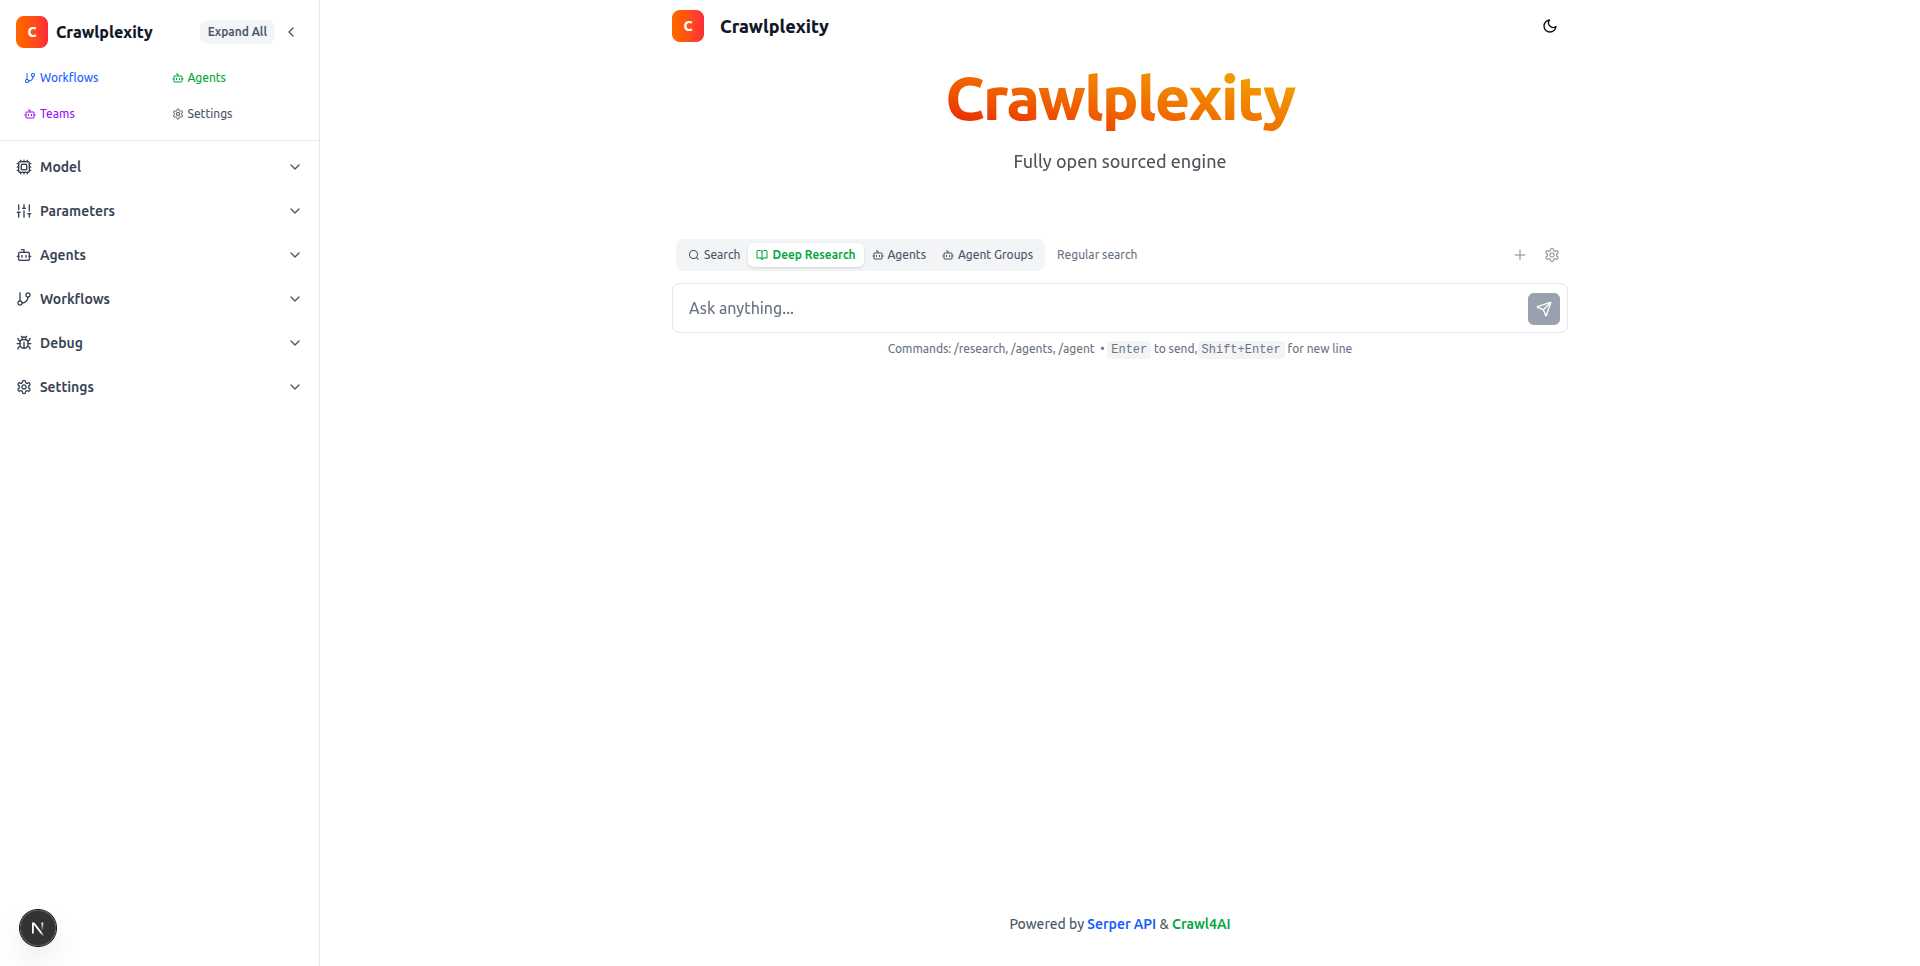 C Crawlplexity Expand All
Workflows Agents
Teams Settings
Model
Parameters
Agents
Workflows
Debug
Settings
N
C Crawlplexity
Crawlplexity
Fully open sourced engine
Search Deep Research Agents Agent Groups Regular search
Ask anything...
Commands: /research, /agents, /agent • Enter to send, Shift+Enter for new line
Powered by Serper API & Crawl4AI